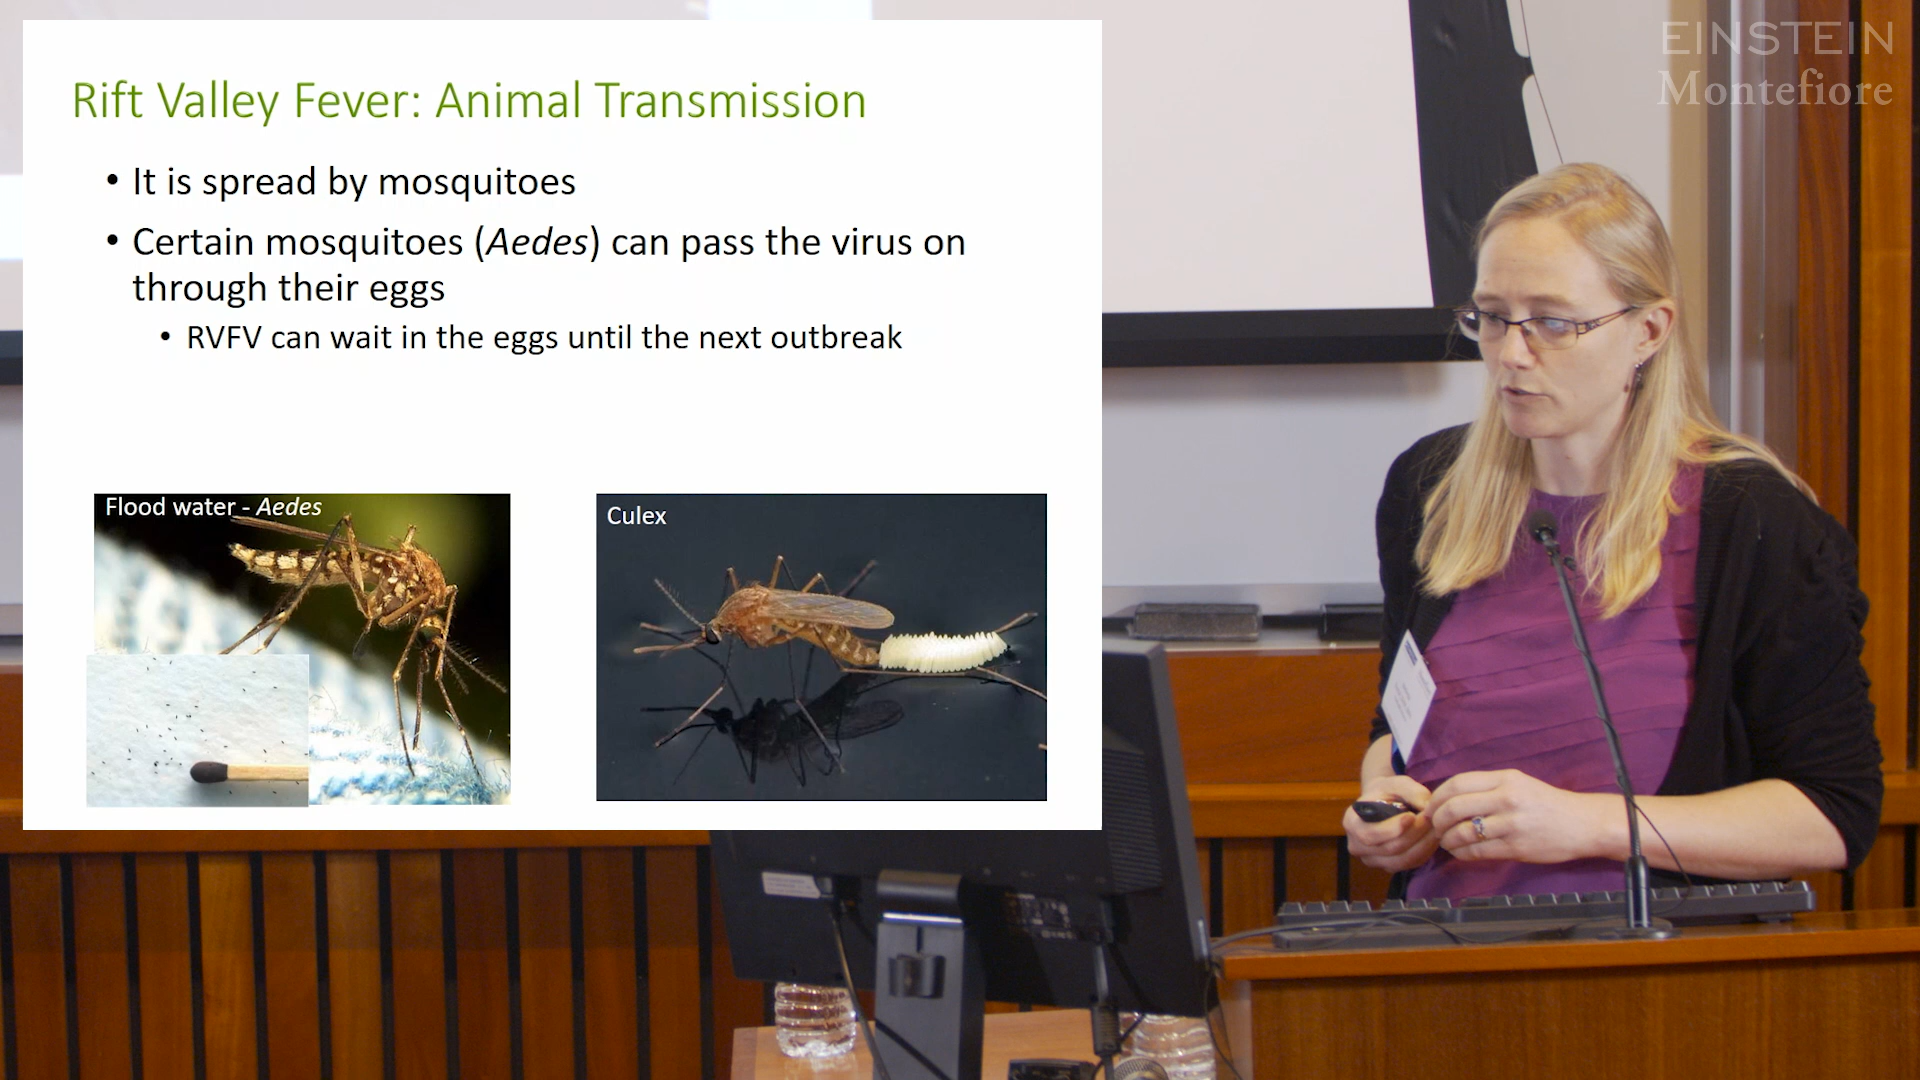 EINSTEIN
Montefiore
Rift Valley Fever: Animal Transmission
• It is spread by mosquitoes
• Certain mosquitoes (Aedes) can pass the virus on
through their eggs
• RVFV can wait in the eggs until the next outbreak
Flood water - Aedes
Culex